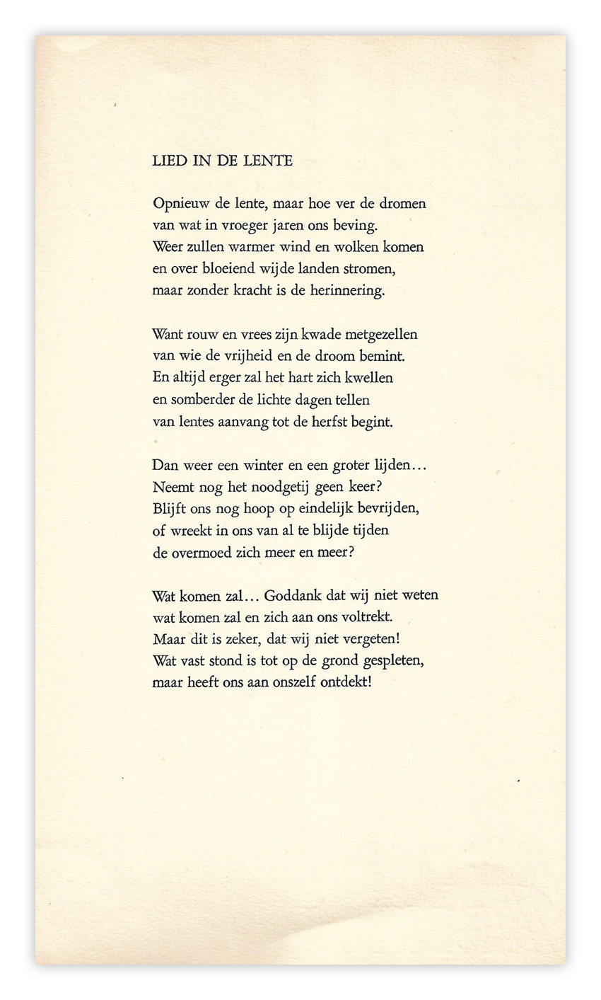 LIED IN DE LENTE
Opnieuw de lente, maar hoe ver de dromen
van wat in vroeger jaren ons beving.
Weer zullen warmer wind en wolken komen
en over bloeiend wijde landen stromen,
maar zonder kracht is de herinnering.
Want rouw en vrees zijn kwade metgezellen
van wie de vrijheid en de droom bemint.
En altijd erger zal het hart zich kwellen
en somberder de lichte dagen tellen
van lentes aanvang tot de herfst begint.
Dan weer een winter en een groter lijden...
Neemt nog het noodgetij geen keer?
Blijft ons nog hoop op eindelijk bevrijden,
of wreekt in ons van al te blijde tijden
de overmoed zich meer en meer?
Wat komen zal... Goddank dat wij niet weten
wat komen zal en zich aan ons voltrekt.
Maar dit is zeker, dat wij niet vergeten!
Wat vast stond is tot op de grond gespleten,
maar heeft ons aan onszelf ontdekt!